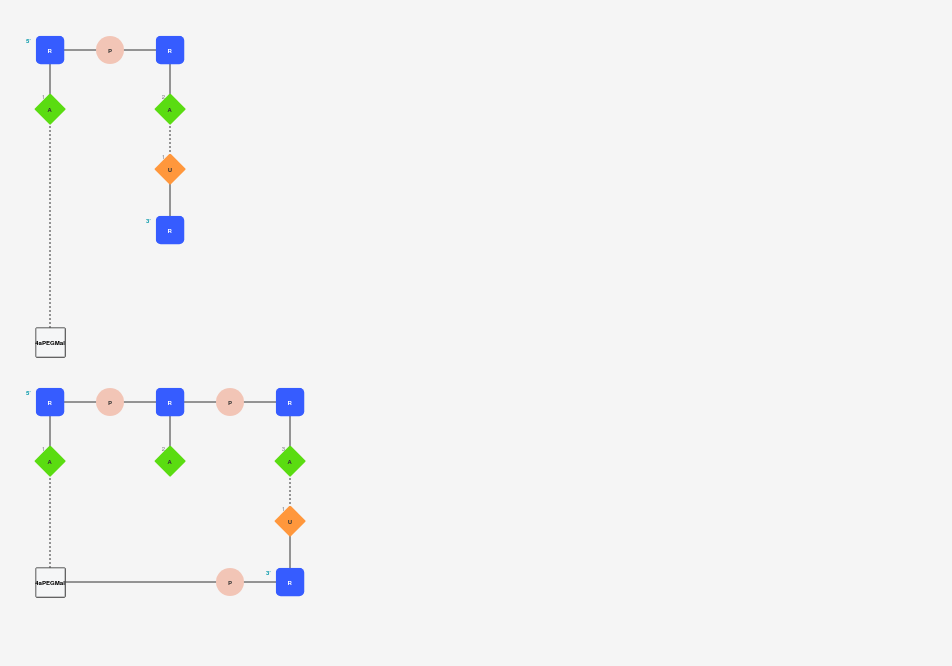 5'
R P R
1 2
A A
1
U
3'
R
4aPEGMal
5'
R P R P R
1 2 3
A A A
1
U
3'
4aPEGMal P R